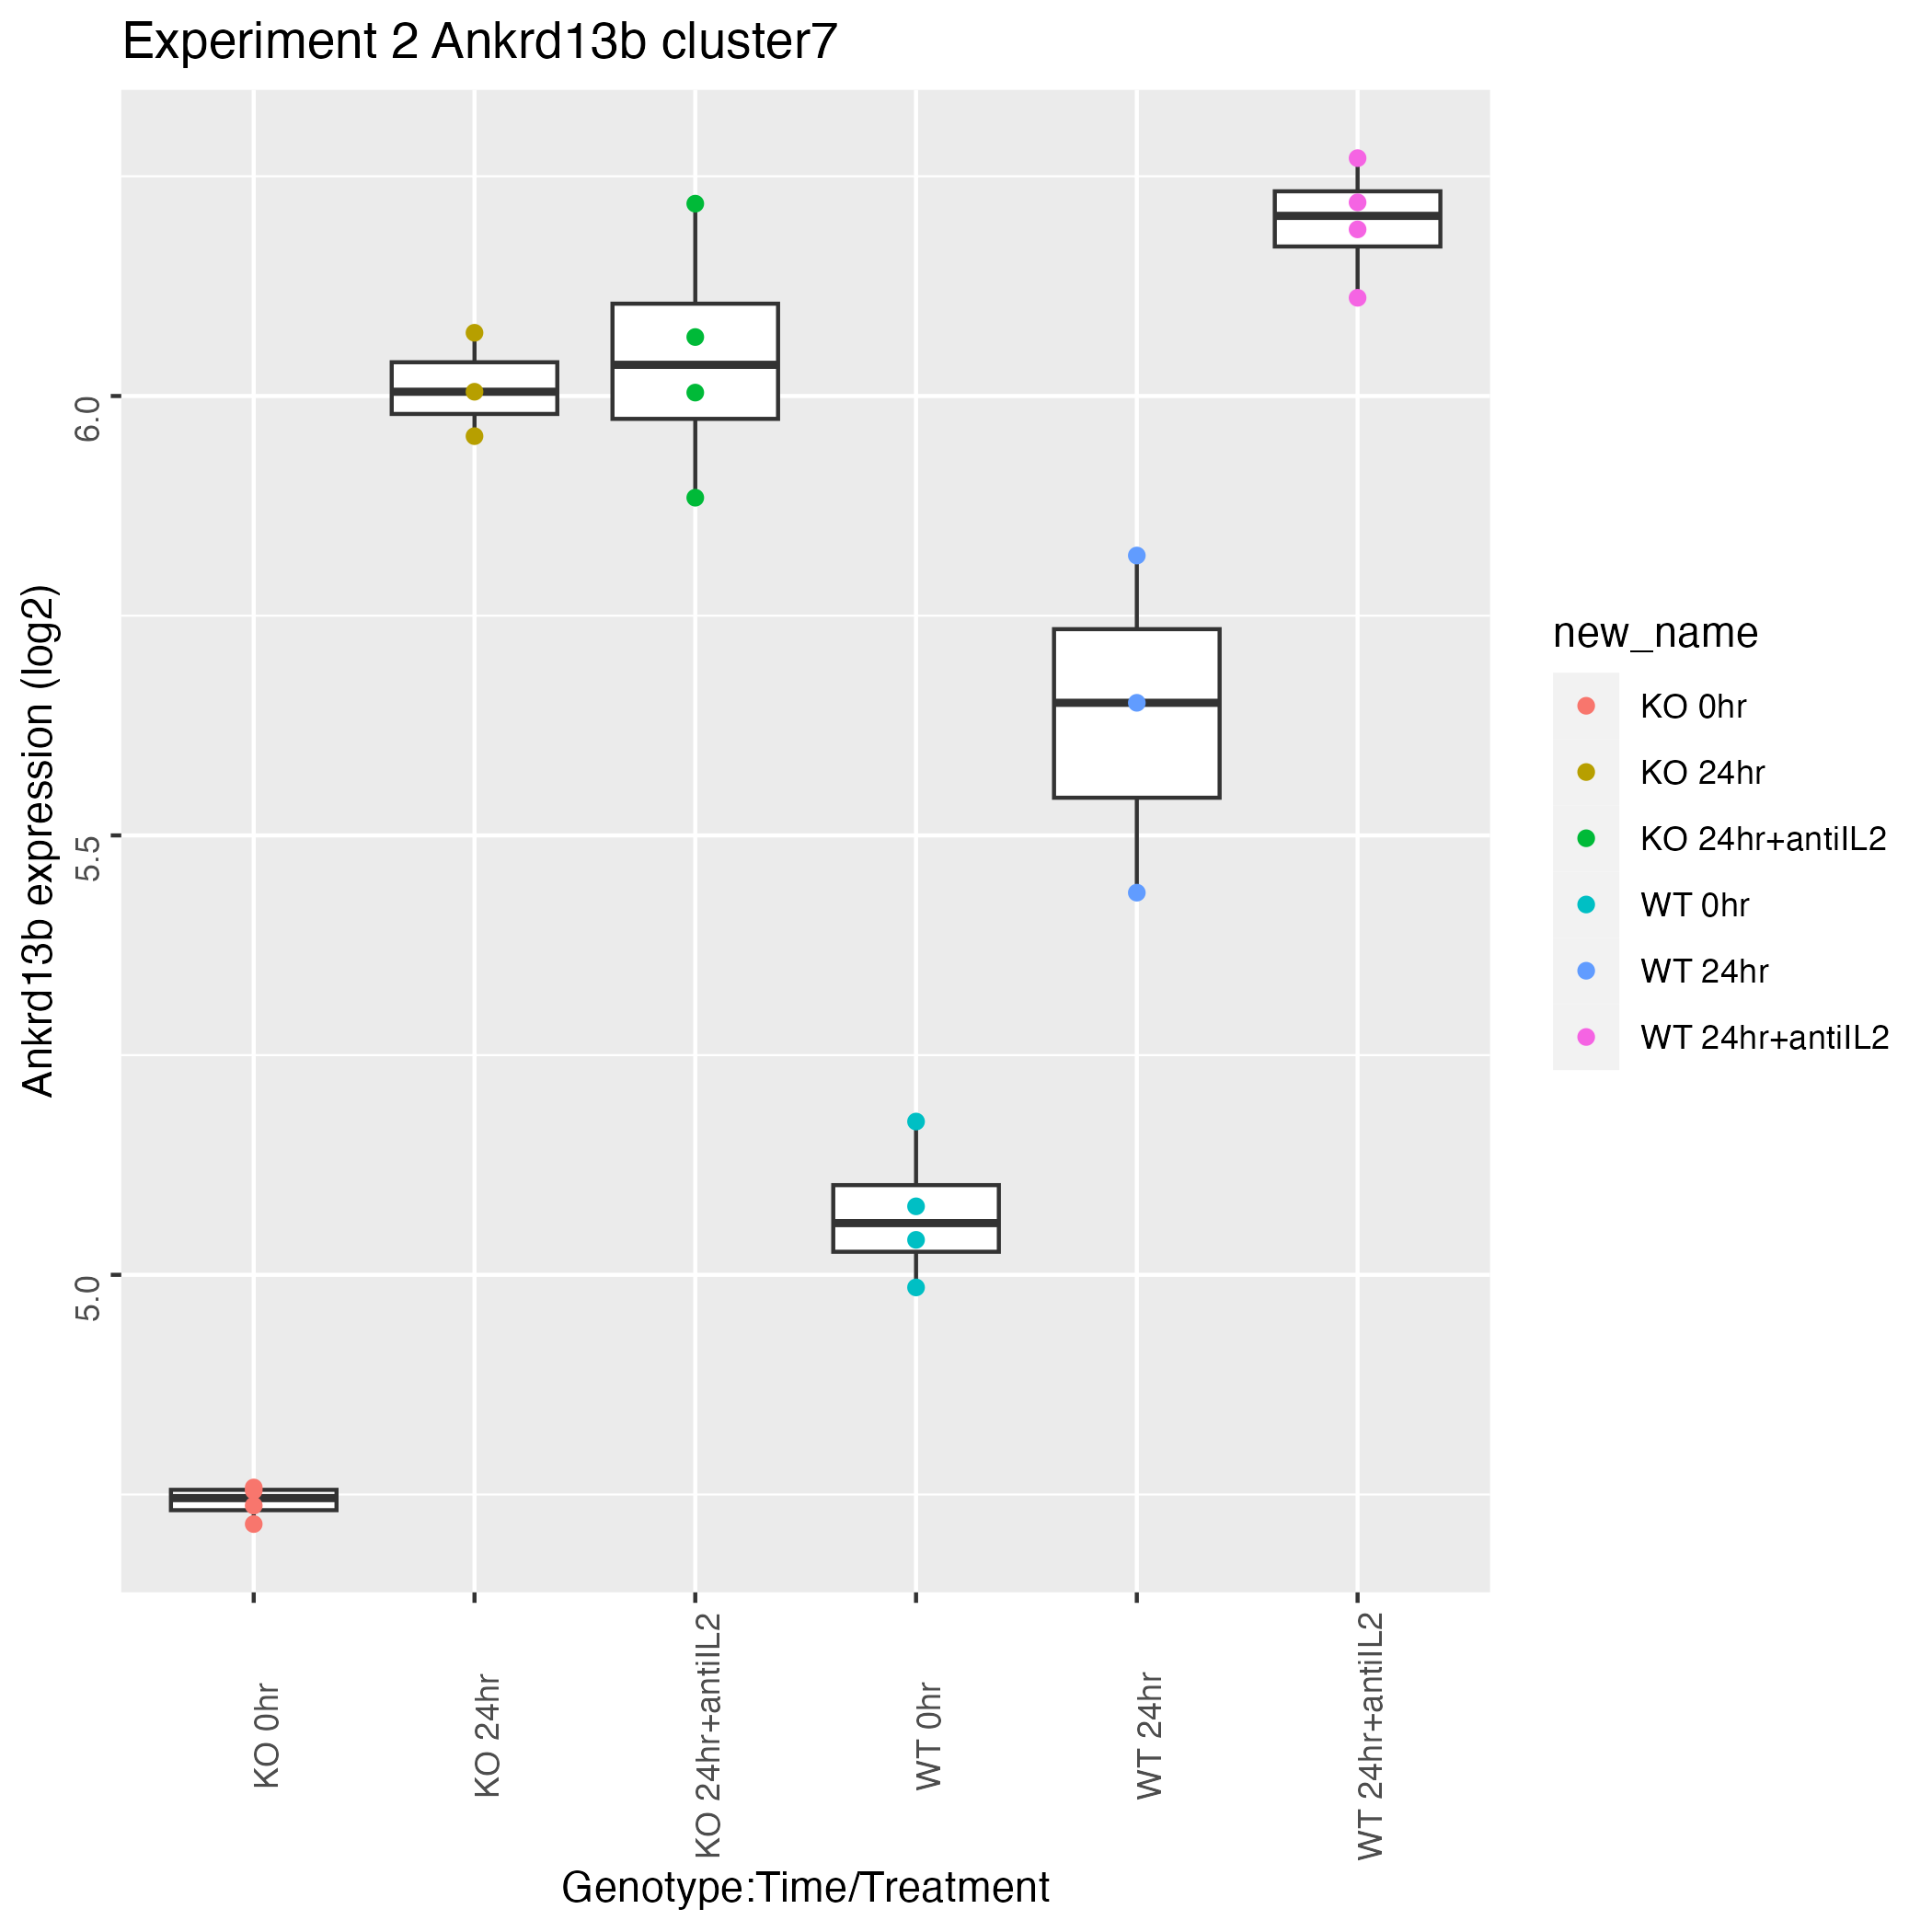 Experiment 2 Ankrd13b cluster7
Ankrd13b expression (log2)
6.0
5.5
5.0
KO 0hr
KO 24hr
KO 24hr+antiIL2
WT 0hr
WT 24hr
WT 24hr+antiIL2
Genotype:Time/Treatment
new_name
KO 0hr
KO 24hr
KO 24hr+antiIL2
WT 0hr
WT 24hr
WT 24hr+antiIL2